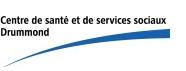 Centre de santé et de services sociaux
Drummond